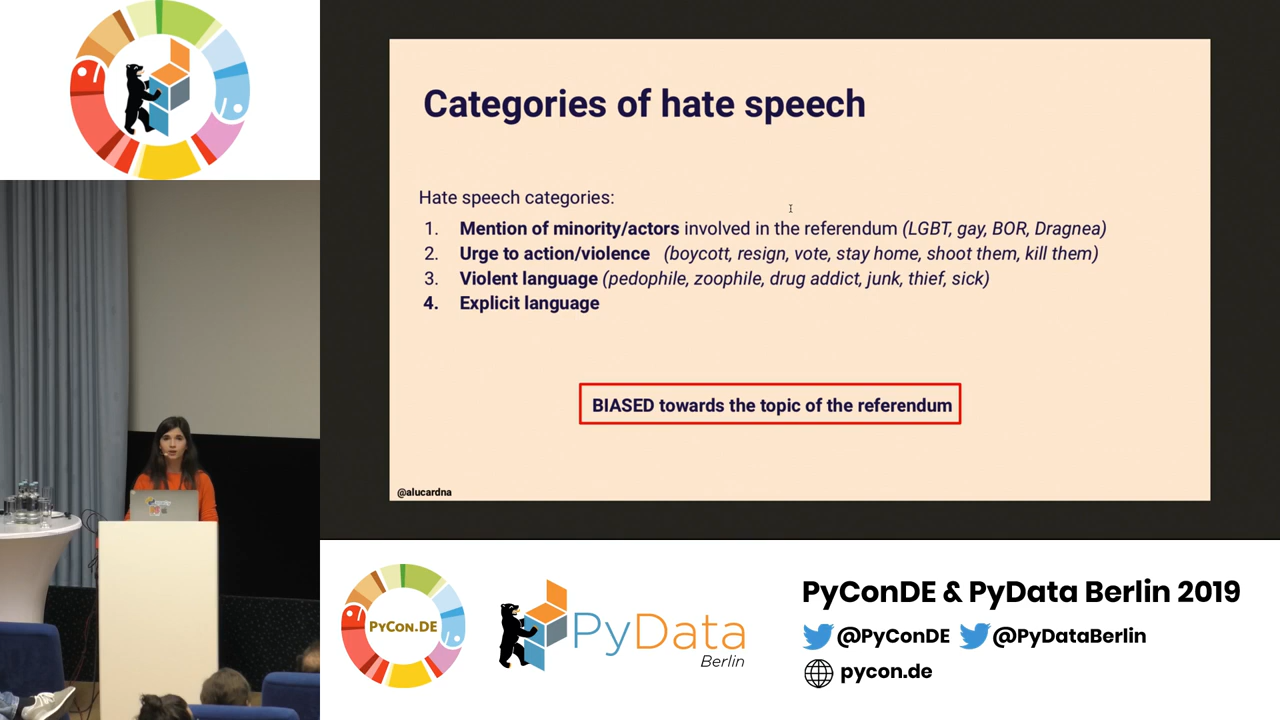 Categories of hate speech
Hate speech categories:
1. Mention of minority/actors involved in the referendum (LGBT, gay, BOR, Dragnea)
2. Urge to action/violence (boycott, resign, vote, stay home, shoot them, kill them)
3. Violent language (pedophile, zoophile, drug addict, junk, thief, sick)
4. Explicit language
BIASED towards the topic of the referendum
@alucardna
PYCON.DE
PyData
Berlin
PyConDE & PyData Berlin 2019
@PyConDE @PyDataBerlin
pycon.de